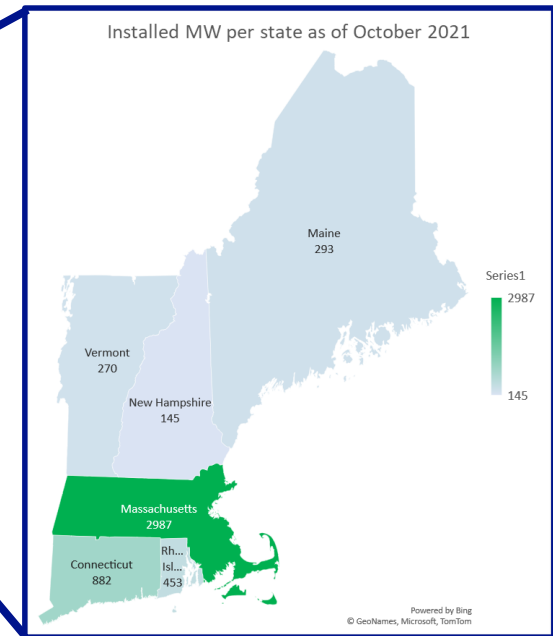 Installed MW per state as of October 2021
Maine
293
Series1
2987
145
Vermont
270
New Hampshire
145
Massachusetts
2987
Connecticut
882
Rh...
Isl...
453
Powered by Bing
© GeoNames, Microsoft, TomTom